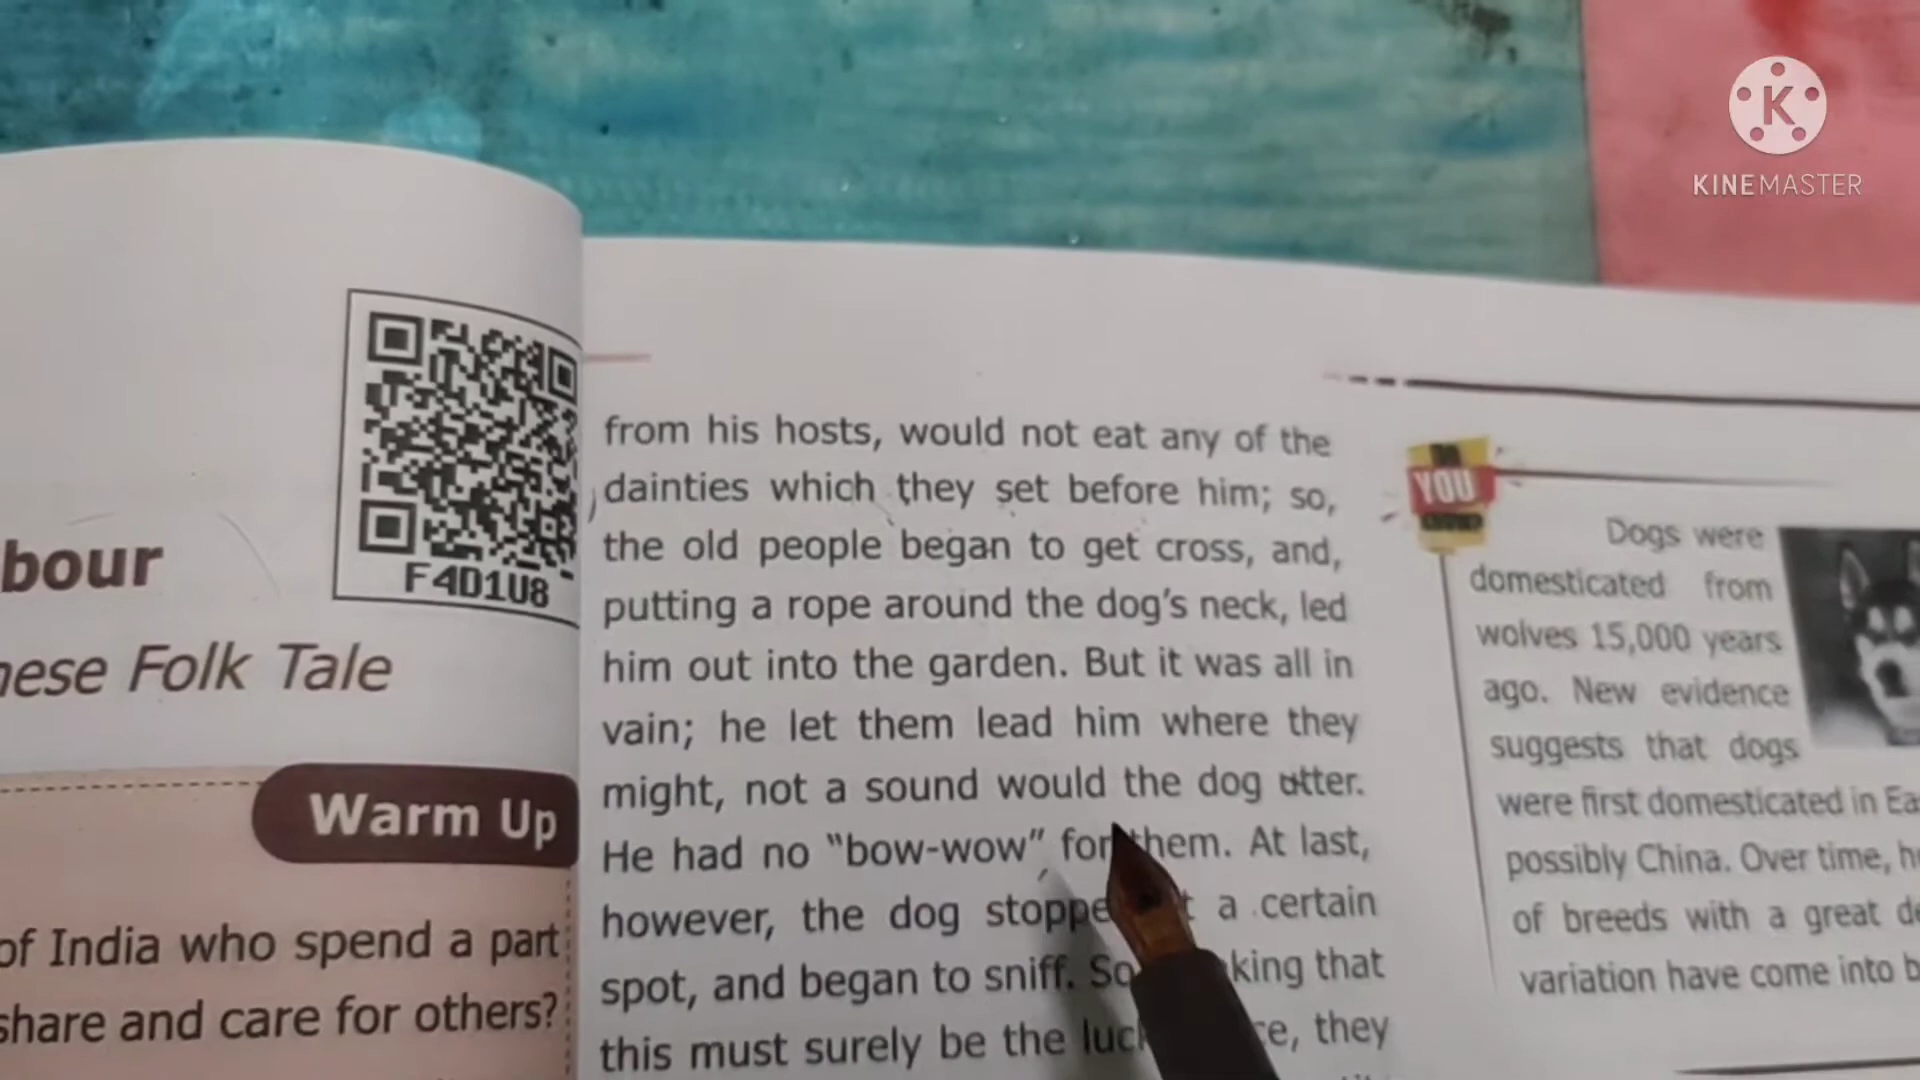 KINEMASTER
F4D1U8
bour
nese Folk Tale
Warm Up
of India who spend a part
share and care for others?
from his hosts, would not eat any of the
dainties which they set before him; so,
the old people began to get cross, and,
putting a rope around the dog's neck, led
him out into the garden. But it was all in
vain; he let them lead him where they
might, not a sound would the dog utter.
He had no "bow-wow" for them. At last,
however, the dog a certain
spot, and began to sniff. So that
this must surely be the they
YOU
Dogs were
domesticated from
wolves 15,000 years
ago. New evidence
suggests that dogs
were first domesticated in
possibly China. Over time,
of breeds with a great
variation have come into